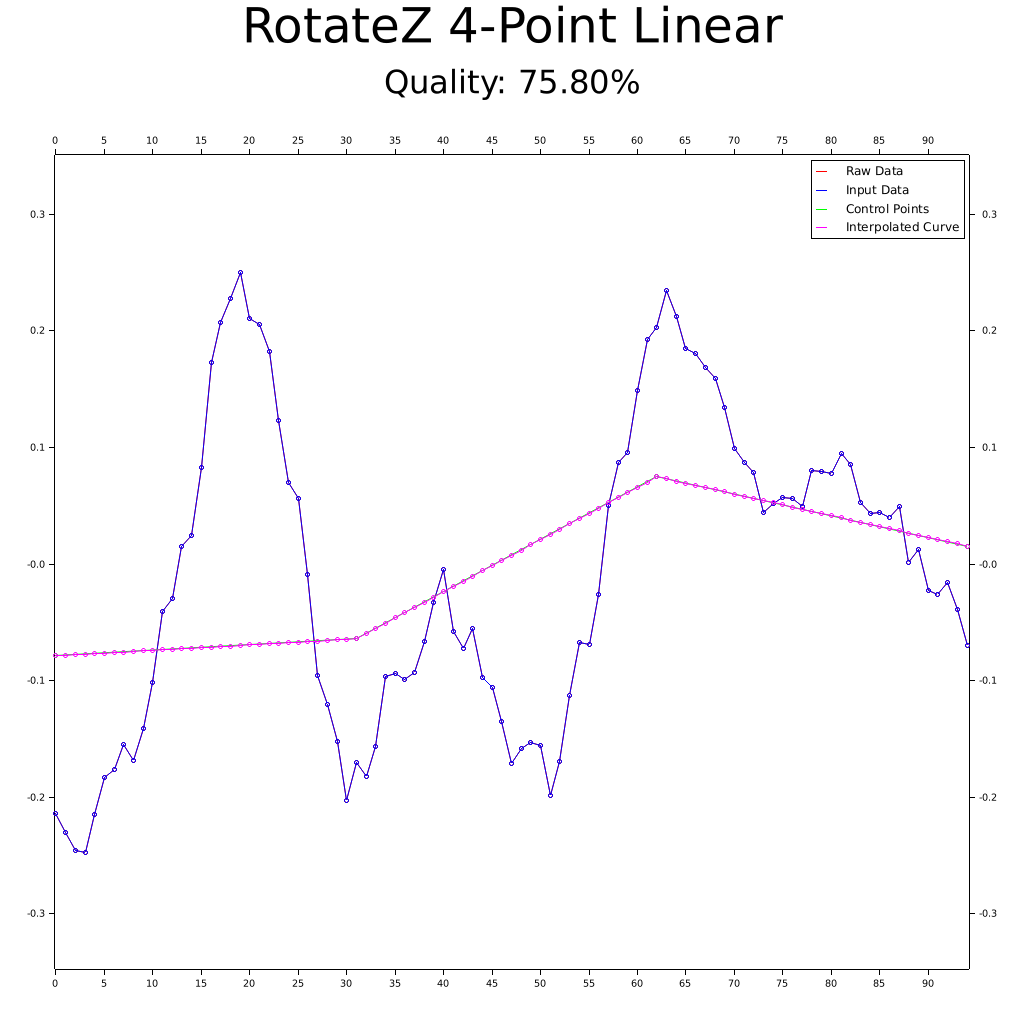 RotateZ 4-Point Linear
Quality: 75.80%
0 5 10 15 20 25 30 35 40 45 50 55 60 65 70 75 80 85 90
Raw Data
Input Data
Control Points
Interpolated Curve
0.3 0.3
0.2 0.2
0.1 0.1
-0.0 -0.0
-0.1 -0.1
-0.2 -0.2
-0.3 -0.3
0 5 10 15 20 25 30 35 40 45 50 55 60 65 70 75 80 85 90